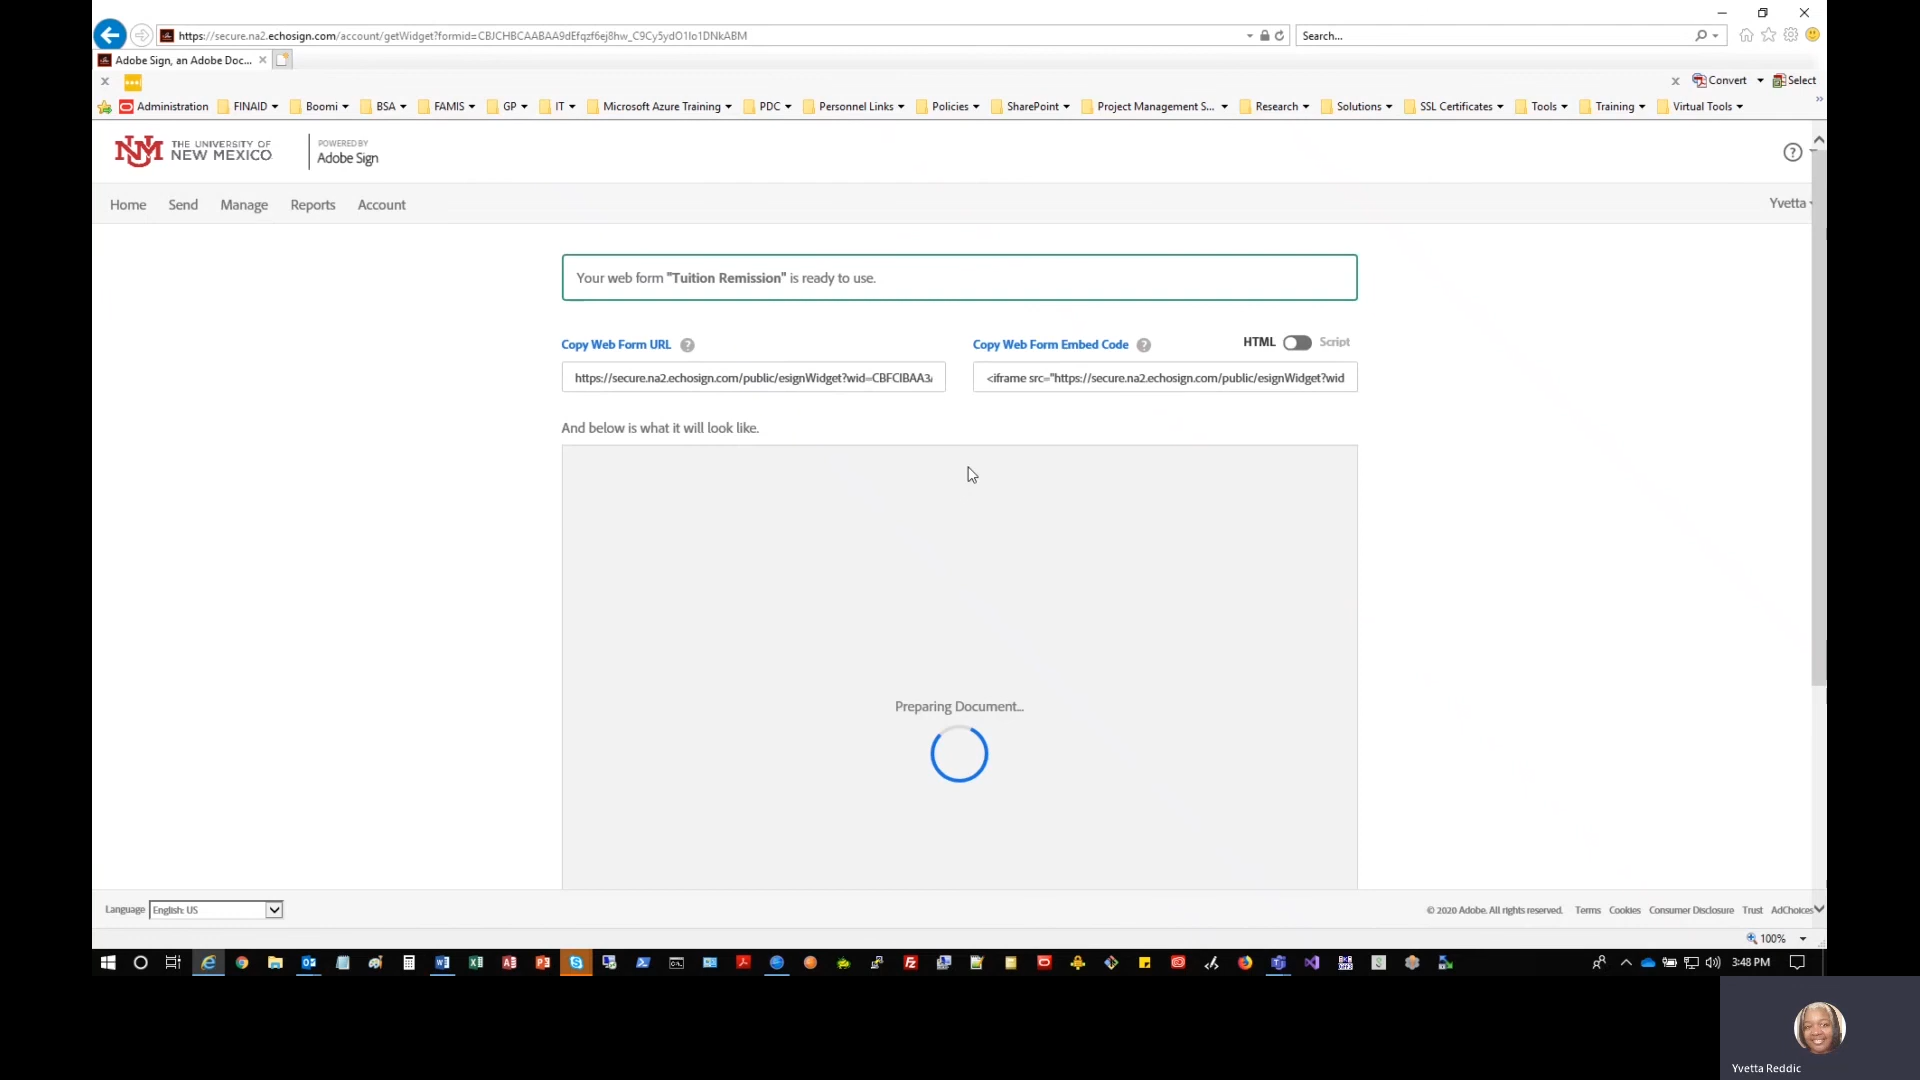 https://secure.na2.echosign.com/account/getWidget?formid=CBJCHBCAABAA9dEfqzf6ej8hw_C9Cy5ydO1Io1DNkABM
Search...
Adobe Sign, an Adobe Doc...
Convert
Select
Administration FINAID Boomi BSA FAMIS GP IT Microsoft Azure Training PDC Personnel Links Policies SharePoint Project Management S... Research Solutions SSL Certificates Tools Training Virtual Tools
UNM
THE UNIVERSITY OF
NEW MEXICO
POWERED BY
Adobe Sign
Home Send Manage Reports Account
Yvetta
Your web form "Tuition Remission" is ready to use.
Copy Web Form URL
Copy Web Form Embed Code
HTML Script
https://secure.na2.echosign.com/public/esignWidget?wid=CBFCIBAA3
<iframe src="https://secure.na2.echosign.com/public/esignWidget?wid
And below is what it will look like.
Preparing Document...
Language English: US
© 2020 Adobe. All rights reserved. Terms Cookies Consumer Disclosure Trust AdChoices
100%
3:48 PM
Yvetta Reddic